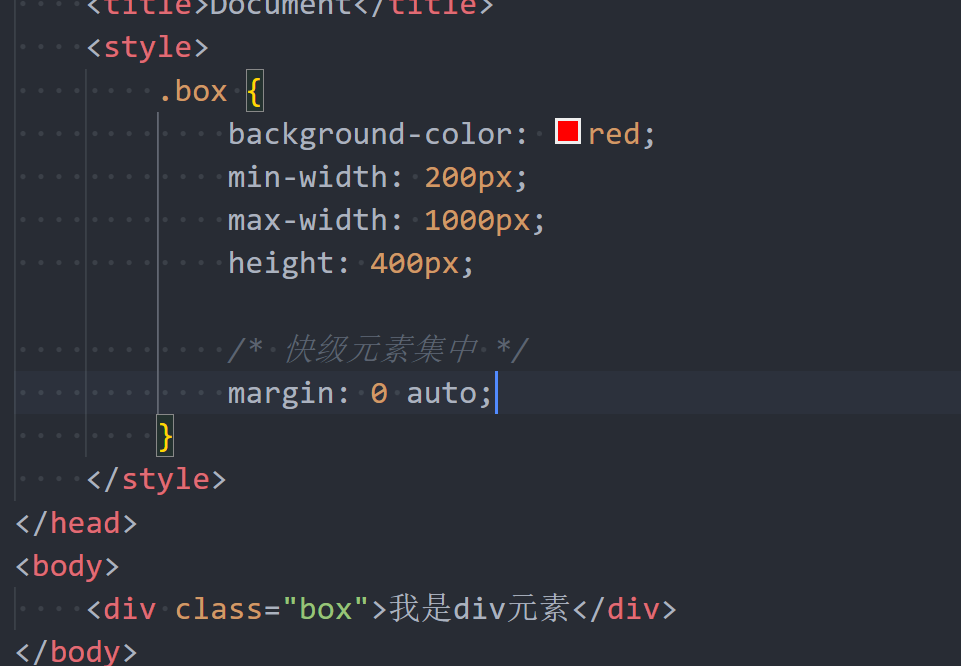 <title>Document</title>
<style>
.box {
background-color: red;
min-width: 200px;
max-width: 1000px;
height: 400px;
/* 快级元素集中 */
margin: 0 auto;
}
</style>
</head>
<body>
<div class="box">我是div元素</div>
</body>